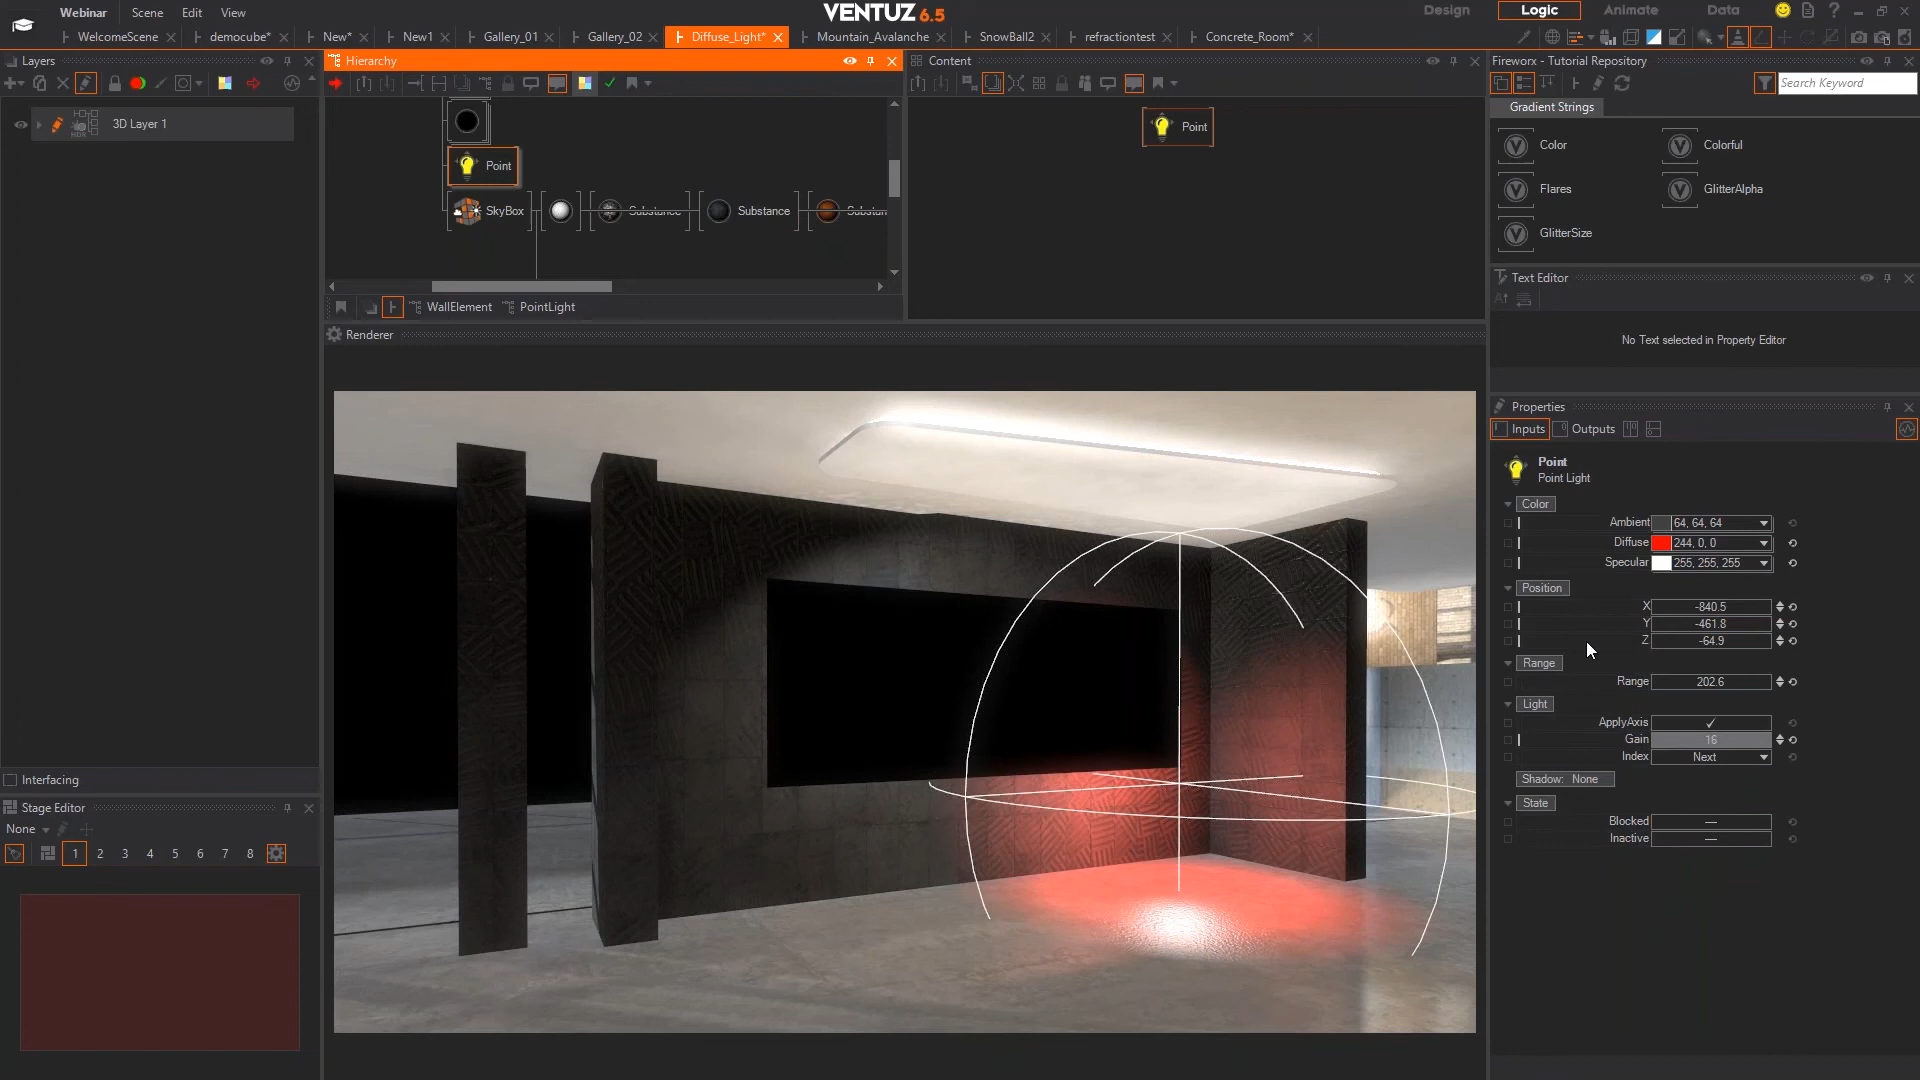 Webinar Scene Edit View
VENTUZ 6.5
Design Logic Animate Data
WelcomeScene democube* New* New1 Gallery_01 Gallery_02 Diffuse_Light* Mountain_Avalanche SnowBall2 refractiontest Concrete_Room*
Layers
Hierarchy
Content
Fireworx - Tutorial Repository
Search Keyword
Gradient Strings
3D Layer 1
Point
SkyBox Substance Substance
Point
Color Colorful
Flares GlitterAlpha
GlitterSize
WallElement PointLight
Text Editor
No Text selected in Property Editor
Renderer
Properties
Inputs Outputs
Point
Point Light
Color
Ambient 64, 64, 64
Diffuse 244, 0, 0
Specular 255, 255, 255
Position
X -840.5
Y -461.8
Z -64.9
Range
Range 202.6
Light
ApplyAxis ✓
Gain 16
Index Next
Shadow: None
State
Blocked
Inactive
Interfacing
Stage Editor
None
1 2 3 4 5 6 7 8